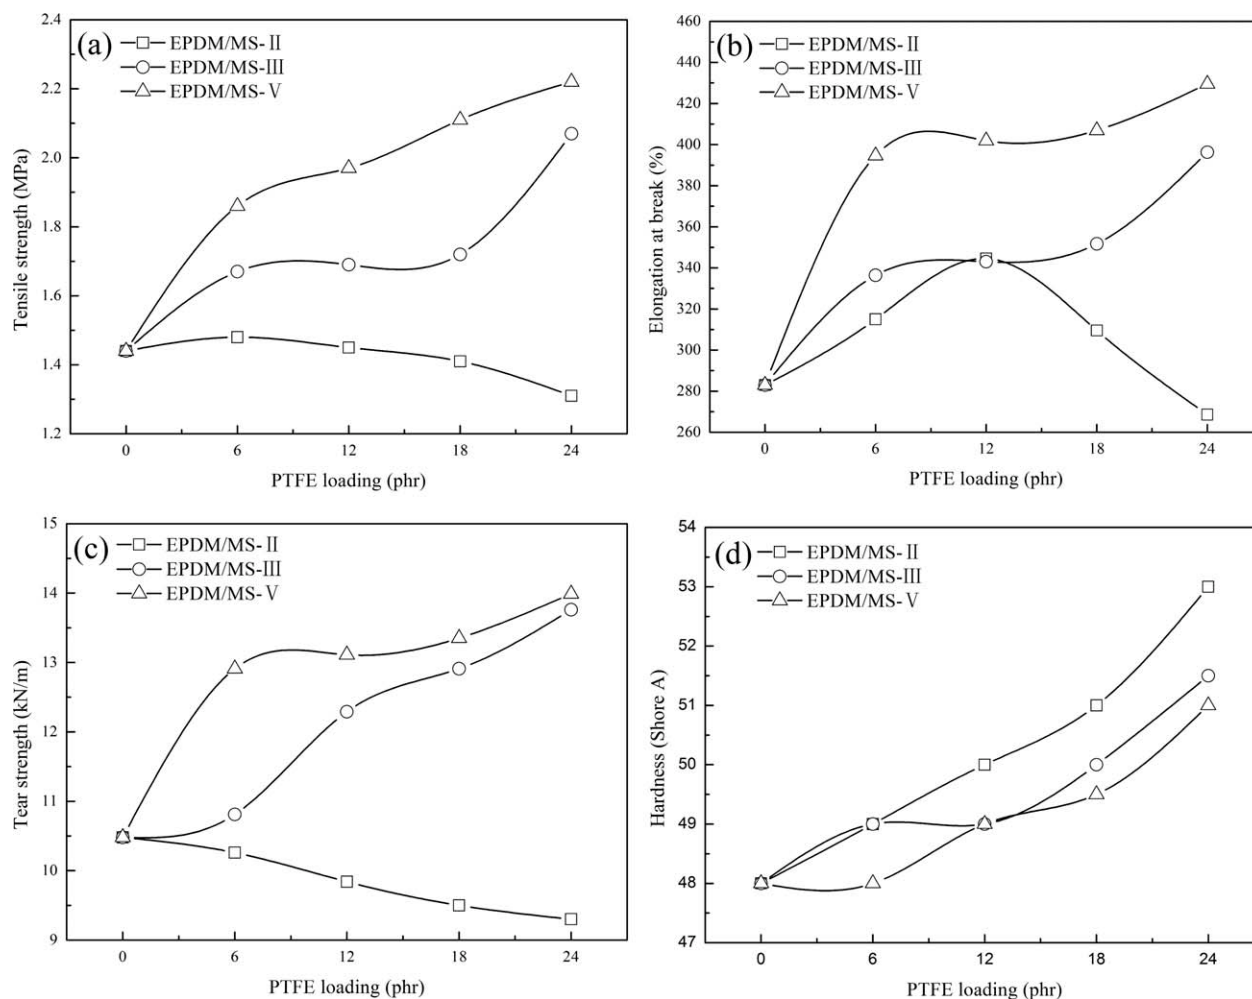 (a)
EPDM/MS-Ⅱ
EPDM/MS-Ⅲ
EPDM/MS-Ⅴ
2.4
2.2
2.0
1.8
1.6
1.4
1.2
Tensile strength (MPa)
0 6 12 18 24
PTFE loading (phr)
(b)
EPDM/MS-Ⅱ
EPDM/MS-Ⅲ
EPDM/MS-Ⅴ
460
440
420
400
380
360
340
320
300
280
260
Elongation at break (%)
0 6 12 18 24
PTFE loading (phr)
(c)
EPDM/MS-Ⅱ
EPDM/MS-Ⅲ
EPDM/MS-Ⅴ
15
14
13
12
11
10
9
Tear strength (kN/m)
0 6 12 18 24
PTFE loading (phr)
(d)
EPDM/MS-Ⅱ
EPDM/MS-Ⅲ
EPDM/MS-Ⅴ
54
53
52
51
50
49
48
47
Hardness (Shore A)
0 6 12 18 24
PTFE loading (phr)